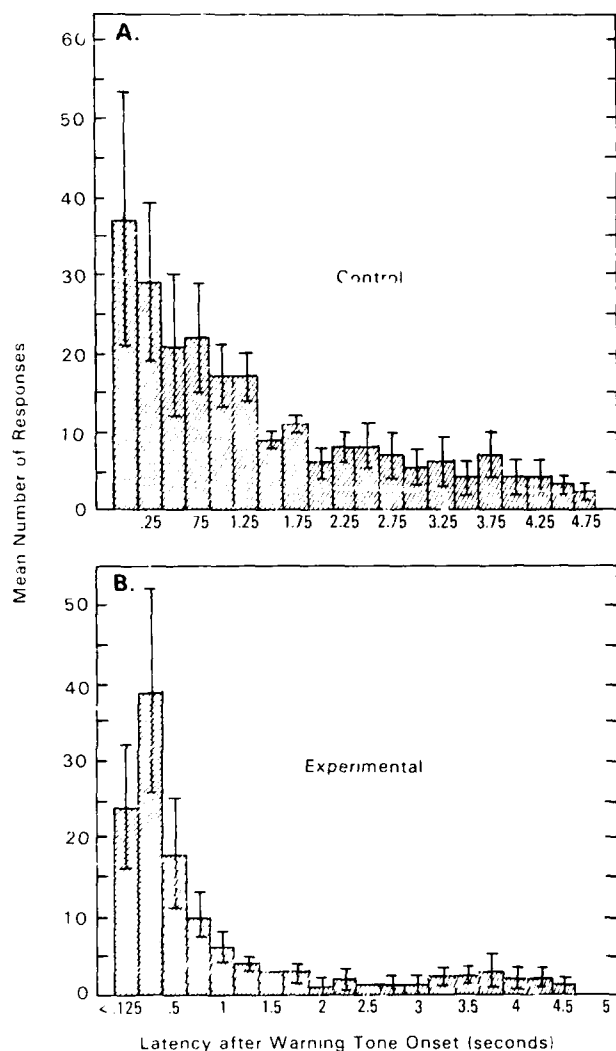 A.
60
50
40
30
20
10
0
Control
.25 75 1.25 1.75 2.25 2.75 3.25 3.75 4.25 4.75
Mean Number of Responses
B.
50
40
30
20
10
0
Experimental
<.125 .5 1 1.5 2 2.5 3 3.5 4 4.5 5
Latency after Warning Tone Onset (seconds)